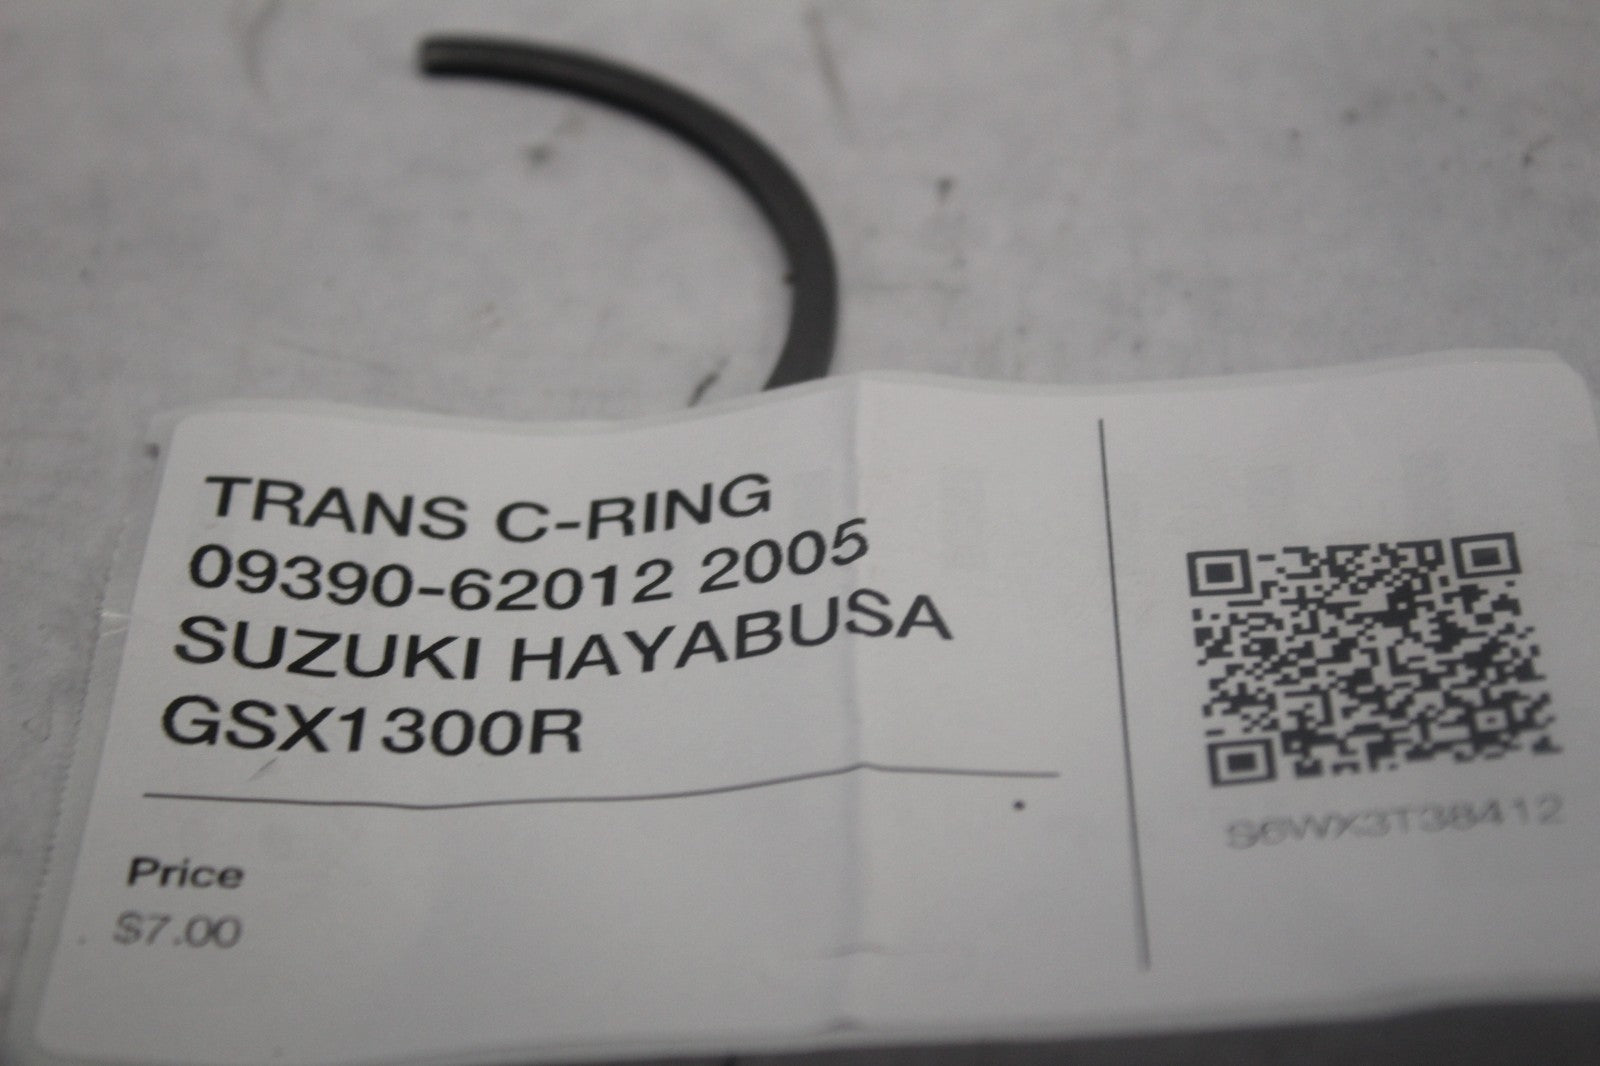 TRANS C-RING
09390-62012 2005
SUZUKI HAYABUSA
GSX1300R
Price
$7.00
S6WX3T38412